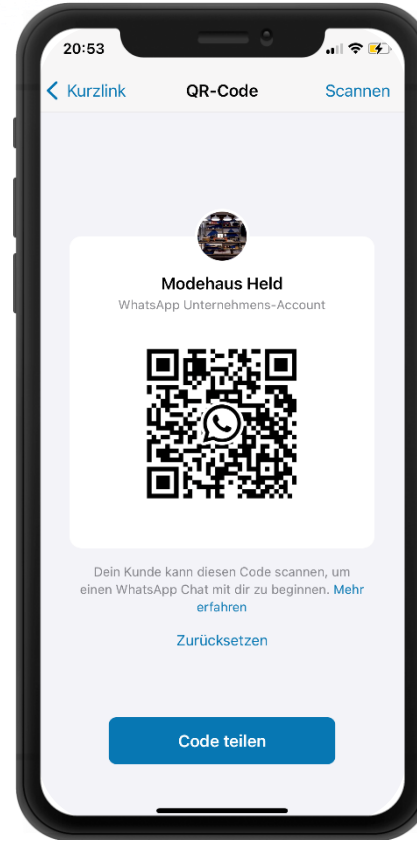 20:53
Kurzlink QR-Code Scannen
Modehaus Held
WhatsApp Unternehmens-Account
Dein Kunde kann diesen Code scannen, um
einen WhatsApp Chat mit dir zu beginnen. Mehr
erfahren
Zurücksetzen
Code teilen